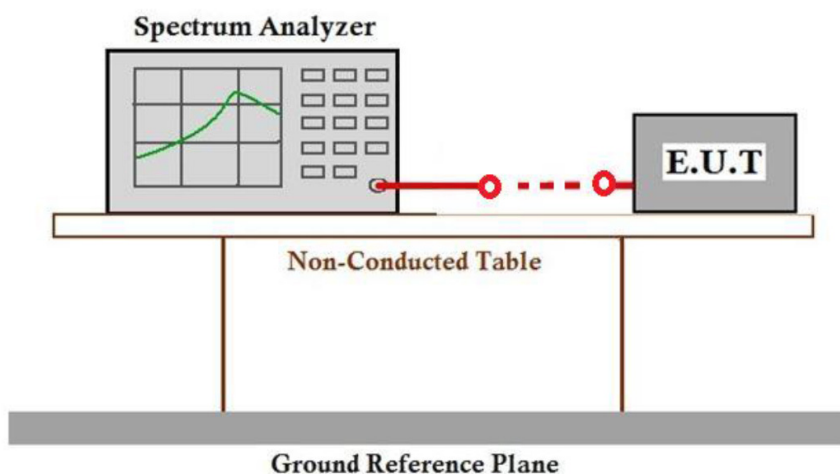 Spectrum Analyzer
E.U.T
Non-Conducted Table
Ground Reference Plane